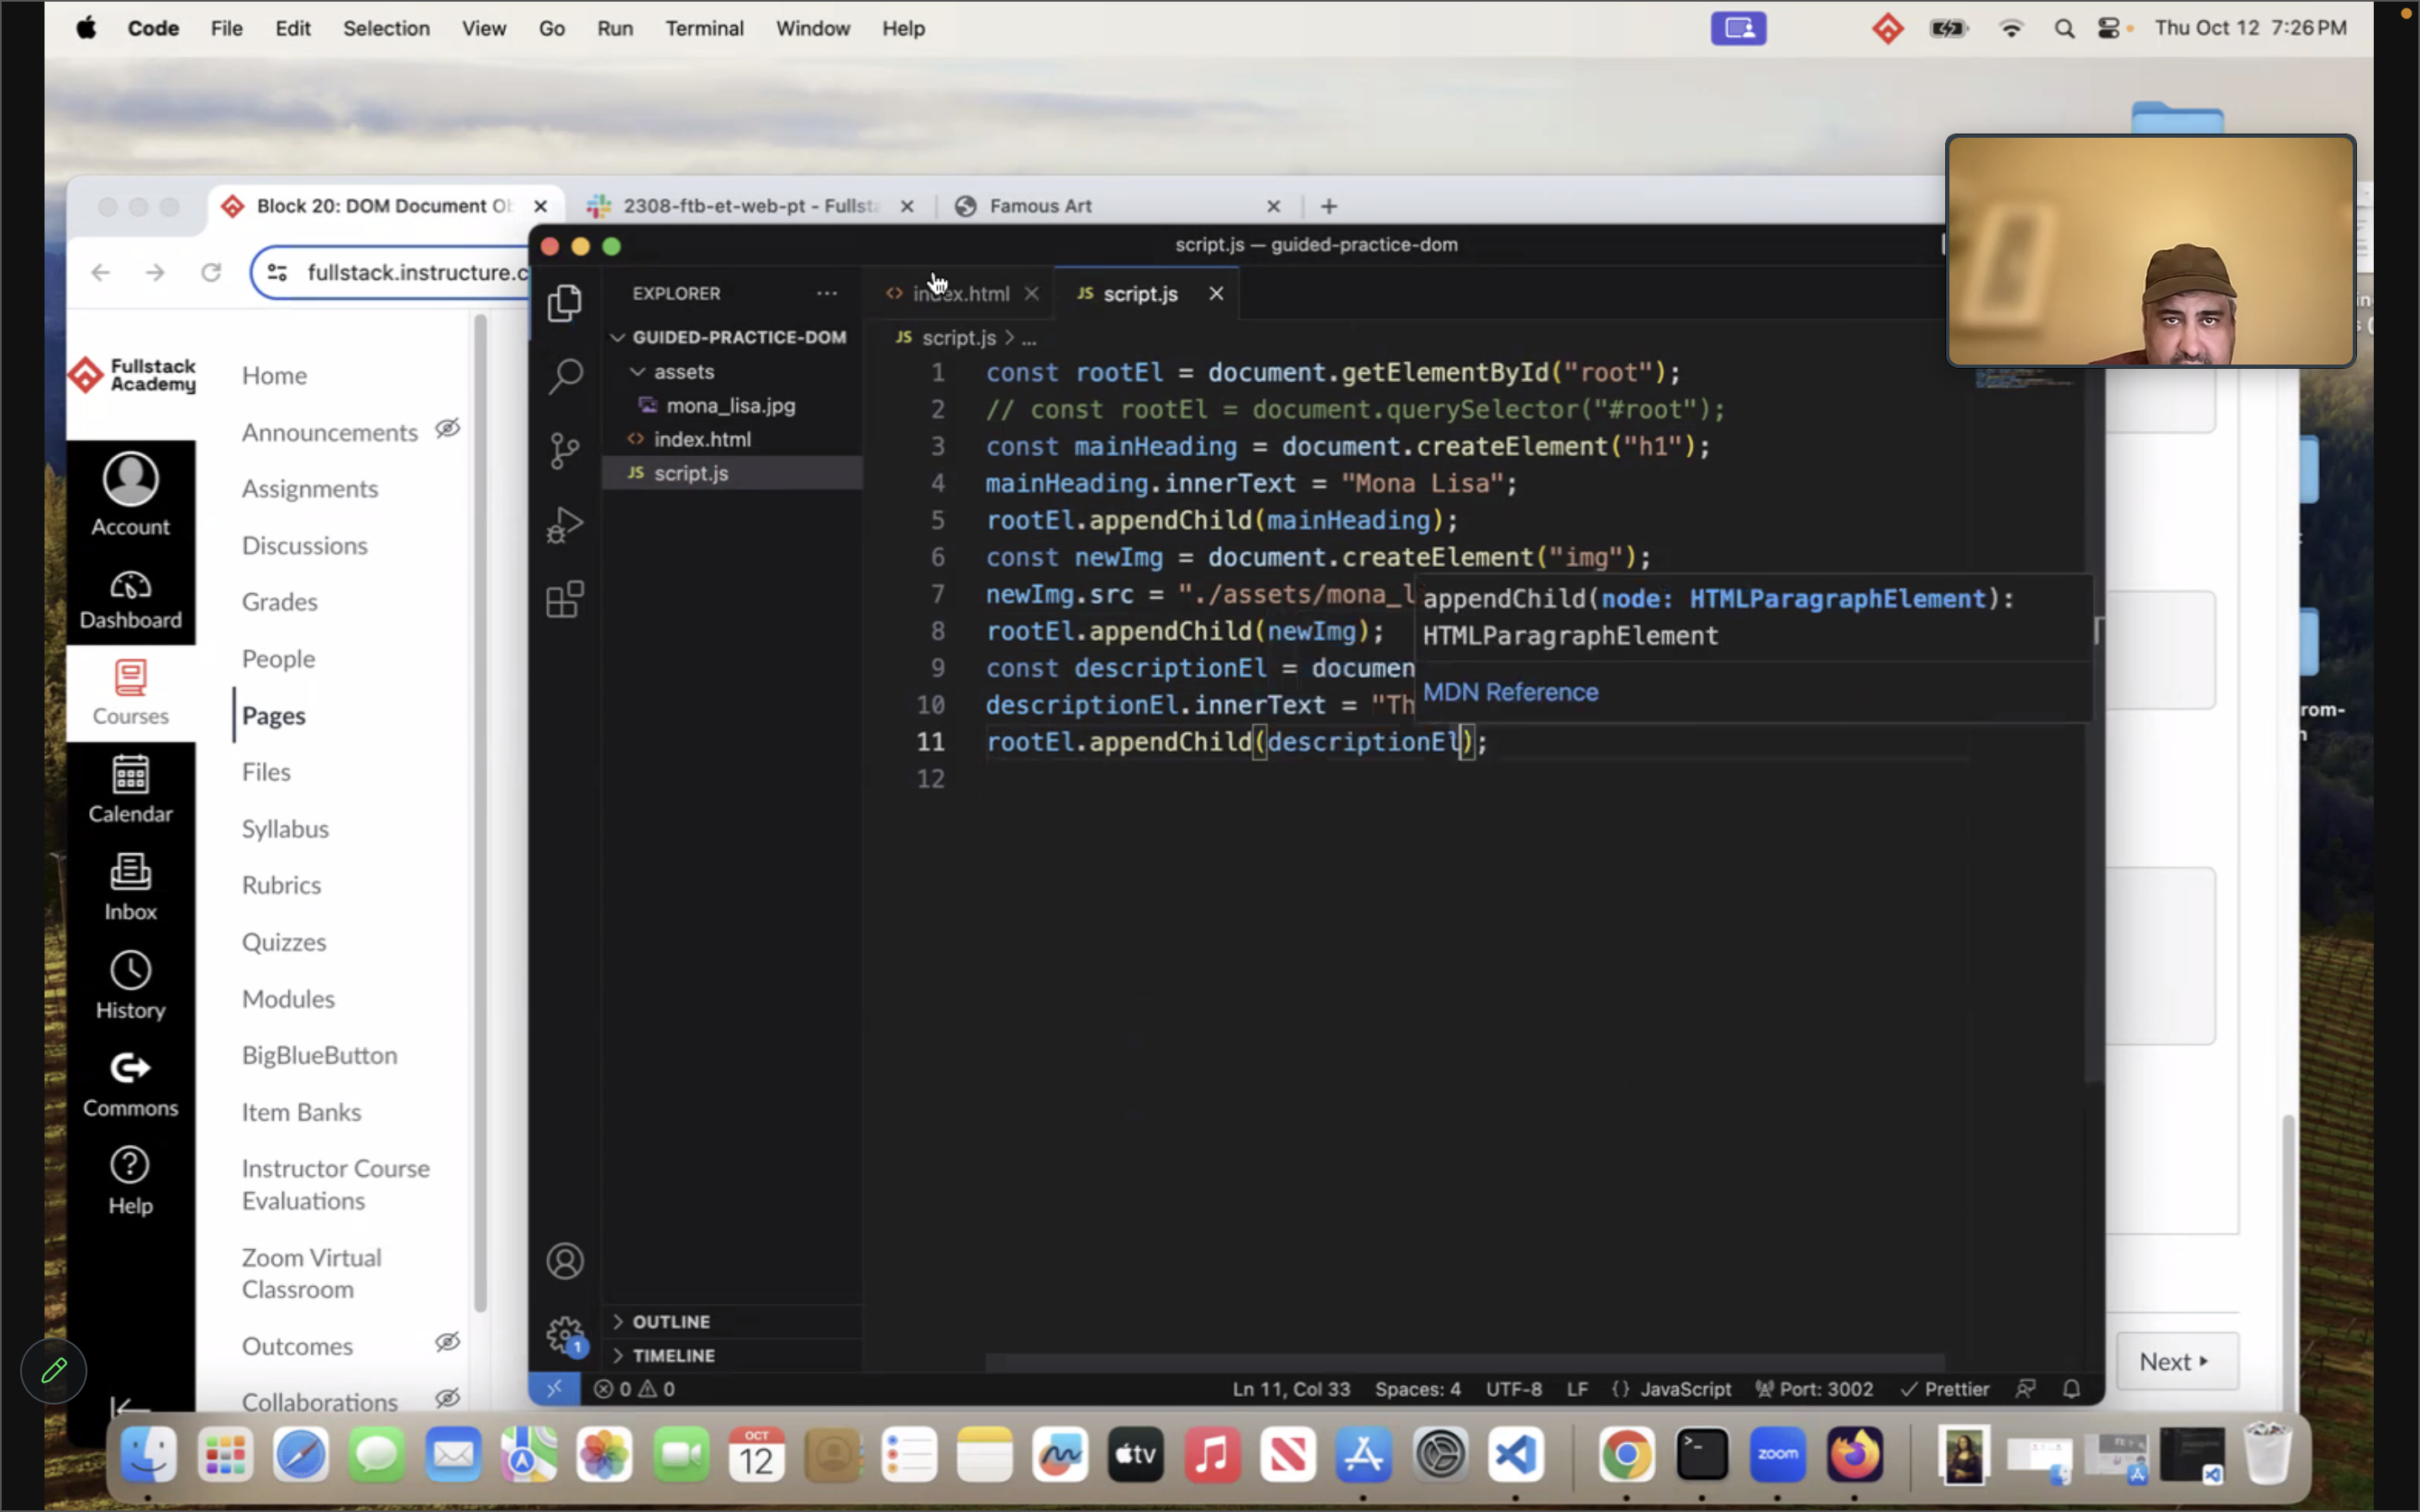 Code File Edit Selection View Go Run Terminal Window Help
Thu Oct 12 7:26 PM
Block 20: DOM Document Ob
2308-ftb-et-web-pt - Fullsta
Famous Art
fullstack.instructure.c
script.js — guided-practice-dom
Fullstack
Academy
Account
Dashboard
Courses
Calendar
Inbox
History
Commons
Help
Home
Announcements
Assignments
Discussions
Grades
People
Pages
Files
Syllabus
Rubrics
Quizzes
Modules
BigBlueButton
Item Banks
Instructor Course
Evaluations
Zoom Virtual
Classroom
Outcomes
Collaborations
EXPLORER
GUIDED-PRACTICE-DOM
assets
mona_lisa.jpg
index.html
JS script.js
OUTLINE
TIMELINE
index.html
JS script.js
JS script.js > ...
1 const rootEl = document.getElementById("root");
2 // const rootEl = document.querySelector("#root");
3 const mainHeading = document.createElement("h1");
4 mainHeading.innerText = "Mona Lisa";
5 rootEl.appendChild(mainHeading);
6 const newImg = document.createElement("img");
7 newImg.src = "./assets/mona_l
8 rootEl.appendChild(newImg);
9 const descriptionEl = documen
10 descriptionEl.innerText = "Th
11 rootEl.appendChild(descriptionEl);
12
appendChild(node: HTMLParagraphElement):
HTMLParagraphElement
MDN Reference
rom-
Next
1
0 0
Ln 11, Col 33 Spaces: 4 UTF-8 LF {} JavaScript Port: 3002 Prettier
OCT
12
tv
zoom